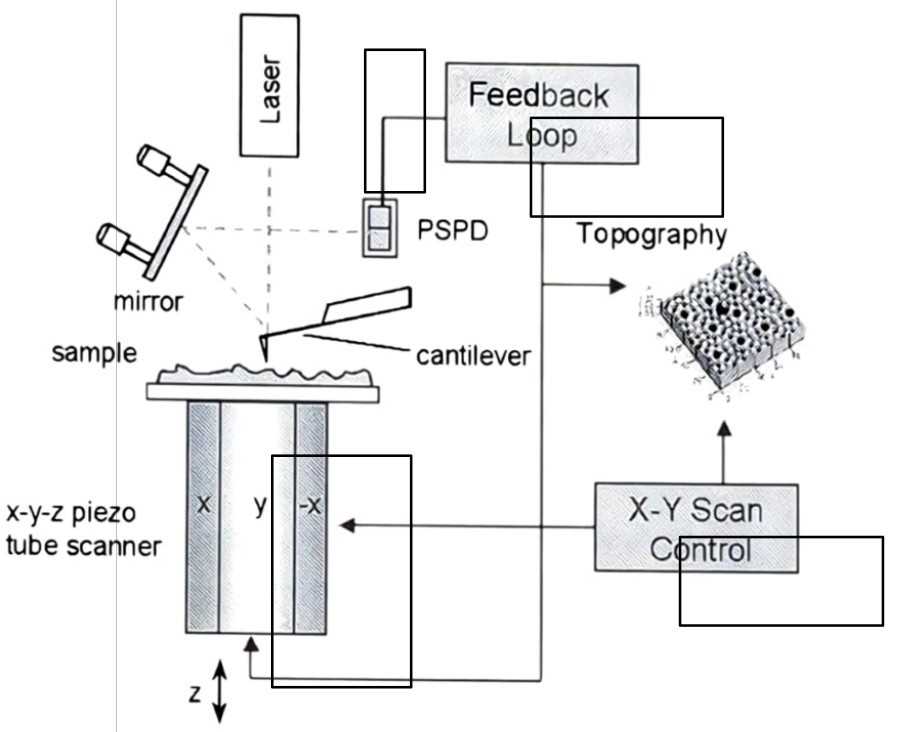 Laser
Feedback
Loop
PSPD
Topography
mirror
sample
cantilever
x
y
-x
x-y-z piezo
tube scanner
X-Y Scan
Control
z